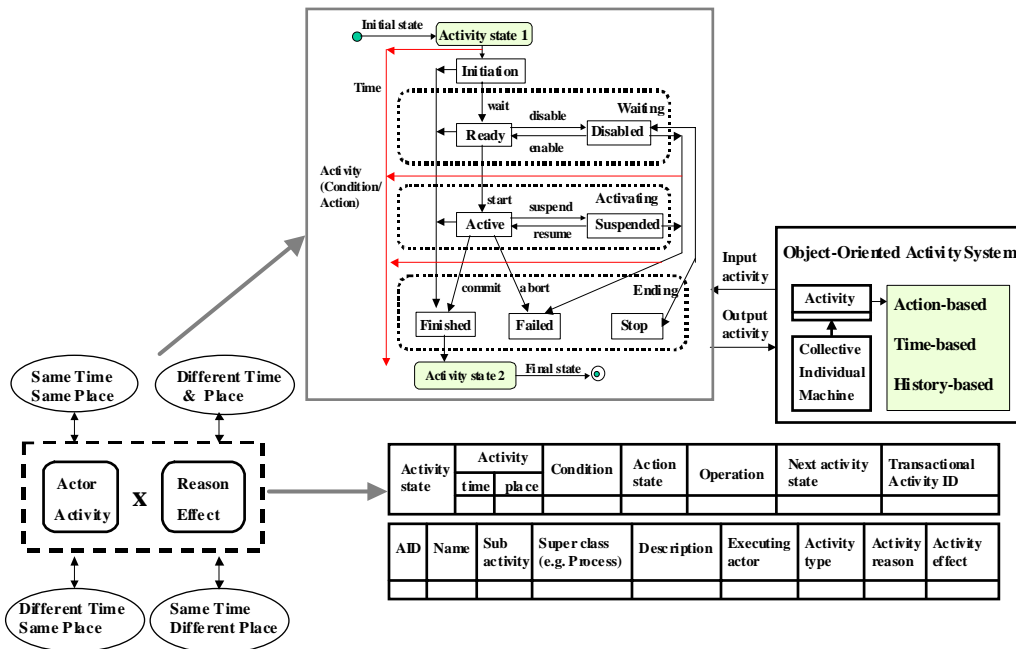 Initial state
Activity state 1
Time
Initiation
wait
Waiting
Ready
disable
enable
Disabled
Activity
(Condition/
Action)
start
Activating
Active
suspend
resume
Suspended
commit
abort
Ending
Finished
Failed
Stop
Activity state 2
Final state
Input
activity
Output
activity
Object-Oriented Activity System
Activity
Collective
Individual
Machine
Action-based
Time-based
History-based
Same Time
Same Place
Different Time
& Place
Actor
Activity
X
Reason
Effect
Different Time
Same Place
Same Time
Different Place
Activity
state
Activity
time
place
Condition
Action
state
Operation
Next activity
state
Transactional
Activity ID
AID
Name
Sub
activity
Super class
(e.g. Process)
Description
Executing
actor
Activity
type
Activity
reason
Activity
effect